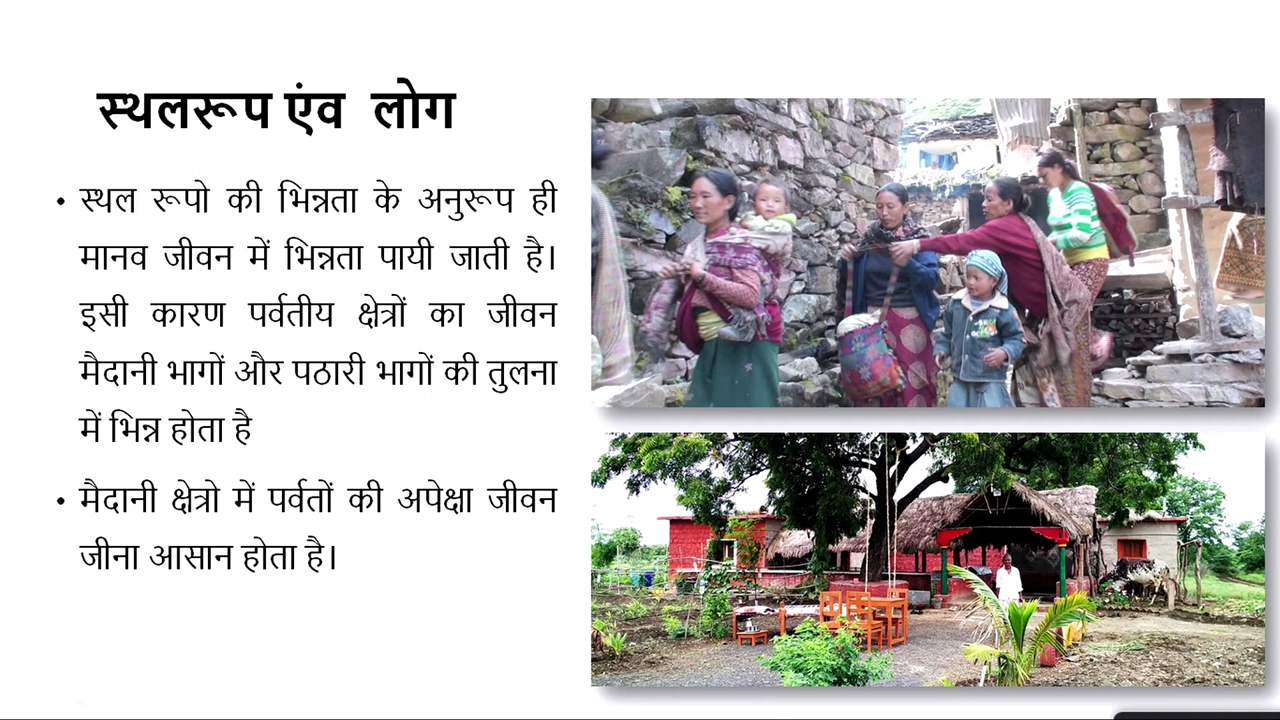 स्थलरूप एंव लोग
• स्थल रूपो की भिन्नता के अनुरूप ही
मानव जीवन में भिन्नता पायी जाती है।
इसी कारण पर्वतीय क्षेत्रों का जीवन
मैदानी भागों और पठारी भागों की तुलना
में भिन्न होता है
• मैदानी क्षेत्रो में पर्वतों की अपेक्षा जीवन
जीना आसान होता है।